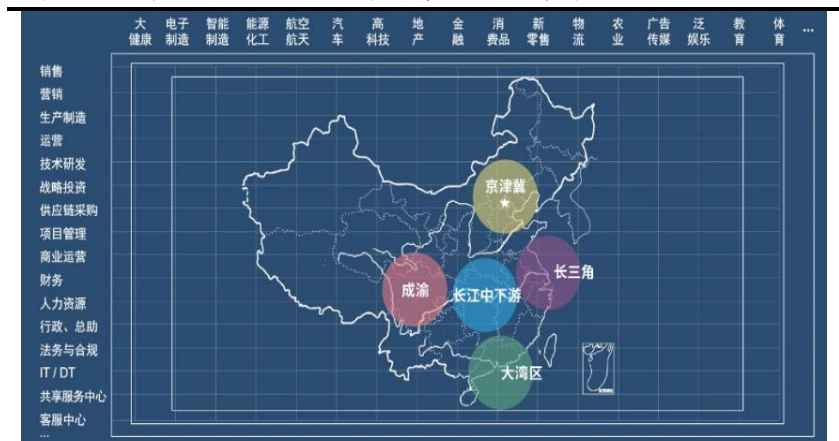 大健康 电子制造 智能制造 能源化工 航空航天 汽车 高科技 地产 金融 消费品 新零售 物流 农业 广告传媒 泛娱乐 教育 体育 ...
销售
营销
生产制造
运营
技术研发
战略投资
供应链采购
项目管理
商业运营
财务
人力资源
行政、总助
法务与合规
IT / DT
共享服务中心
客服中心
...
京津冀
长三角
成渝
长江中下游
大湾区